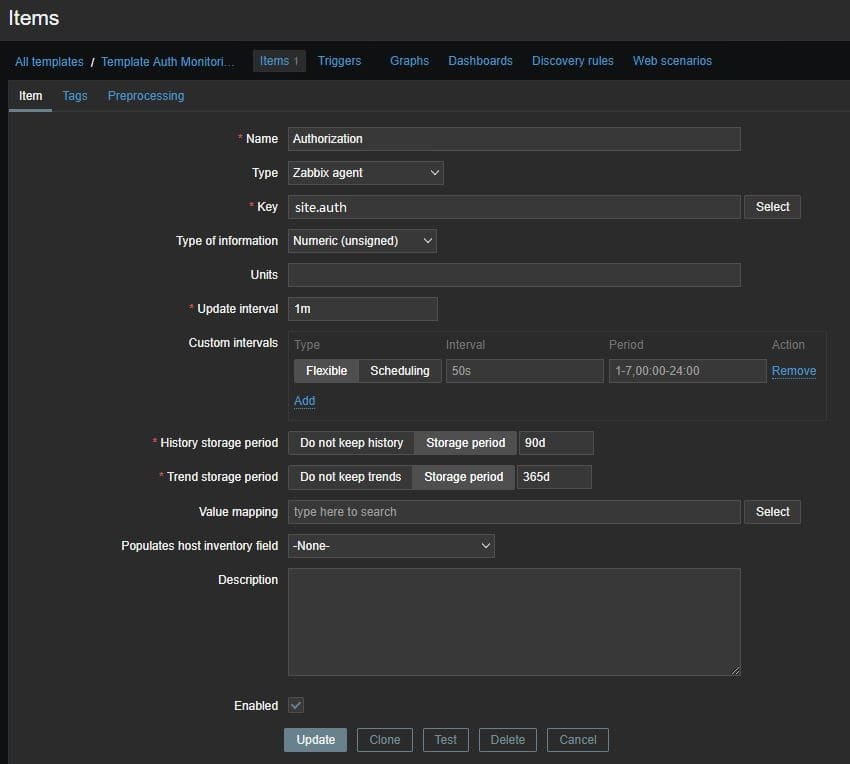 Items
All templates / Template Auth Monitori... Items 1 Triggers Graphs Dashboards Discovery rules Web scenarios
Item Tags Preprocessing
* Name Authorization
Type Zabbix agent
* Key site.auth Select
Type of information Numeric (unsigned)
Units
* Update interval 1m
Custom intervals Type Interval Period Action
Flexible Scheduling 50s 1-7,00:00-24:00 Remove
Add
* History storage period Do not keep history Storage period 90d
* Trend storage period Do not keep trends Storage period 365d
Value mapping type here to search Select
Populates host inventory field -None-
Description
Enabled
Update Clone Test Delete Cancel